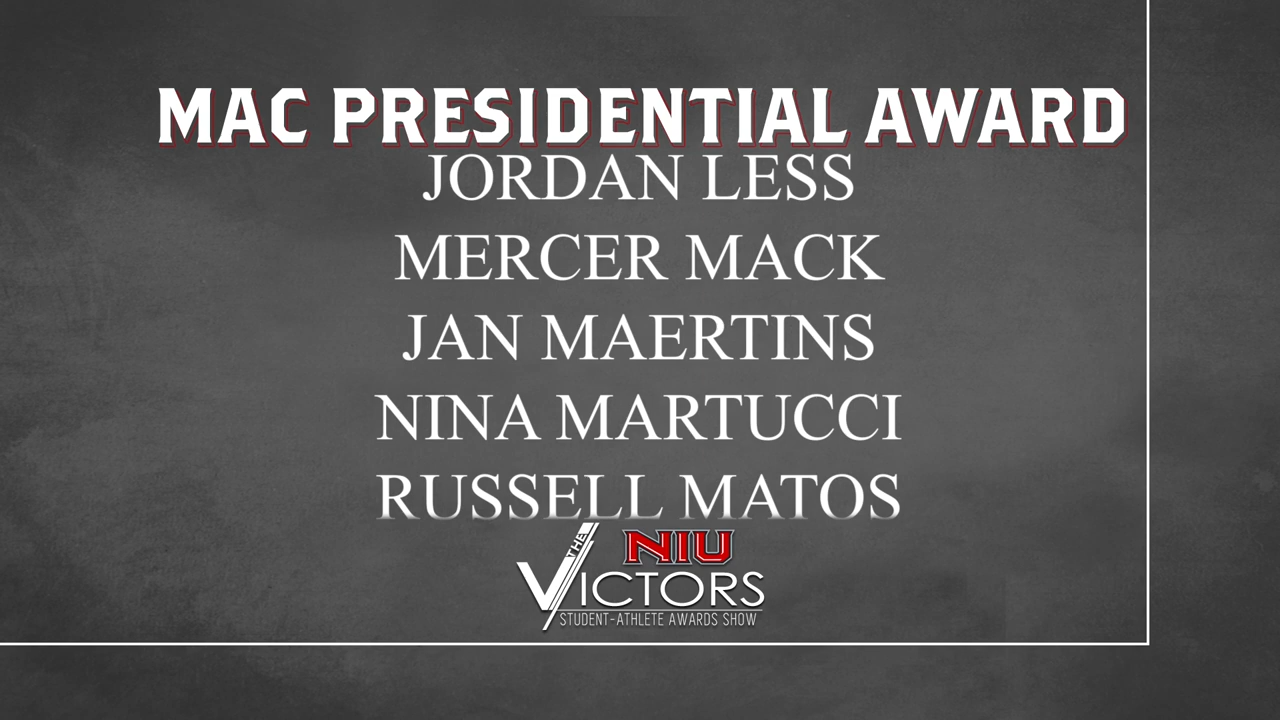 MAC PRESIDENTIAL AWARD
JORDAN LESS
MERCER MACK
JAN MAERTINS
NINA MARTUCCI
RUSSELL MATOS
THE NIU
VICTORS
STUDENT-ATHLETE AWARDS SHOW